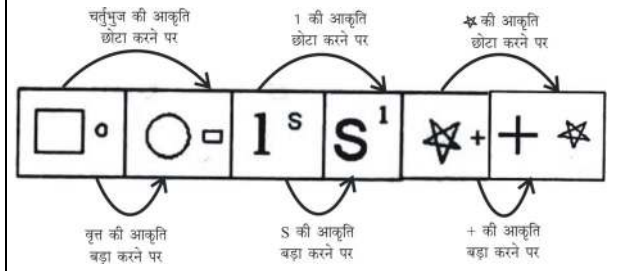 चर्तुभुज की आकृति
छोटा करने पर
1 की आकृति
छोटा करने पर
☆ की आकृति
छोटा करने पर
1 S S 1 + +
वृत्त की आकृति
बड़ा करने पर
S की आकृति
बड़ा करने पर
+ की आकृति
बड़ा करने पर